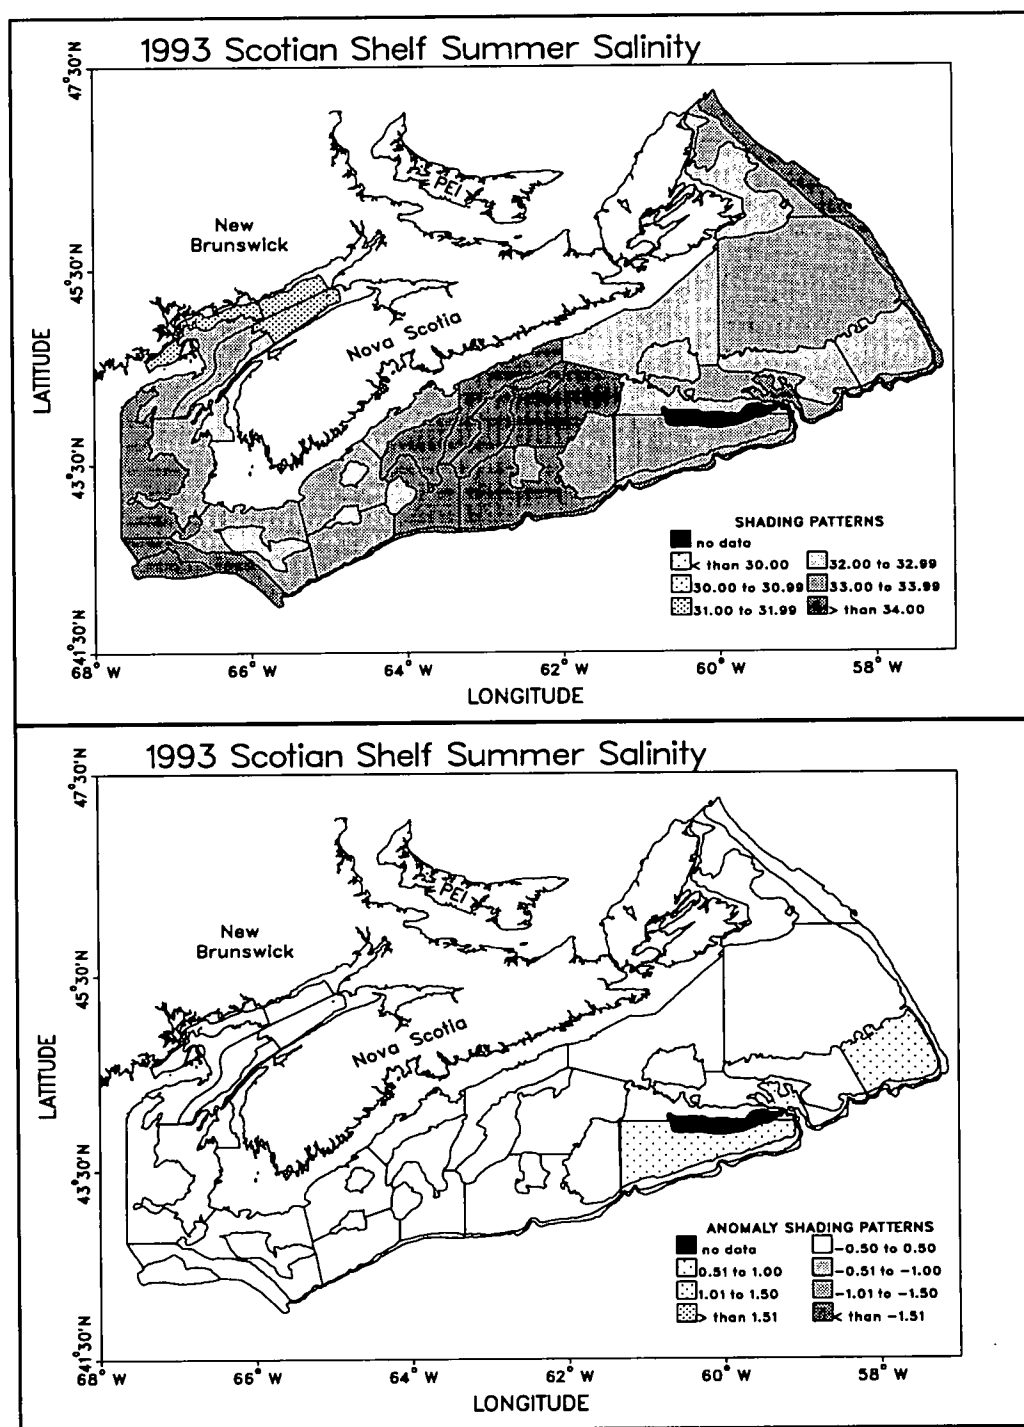 1993 Scotian Shelf Summer Salinity
47°30'N
45°30'N
43°30'N
41°30'N
LATITUDE
PEI
New
Brunswick
Nova Scotia
SHADING PATTERNS
no data
< than 30.00
32.00 to 32.99
30.00 to 30.99
33.00 to 33.99
31.00 to 31.99
> than 34.00
68° W
66° W
64° W
62° W
60° W
58° W
LONGITUDE
1993 Scotian Shelf Summer Salinity
47°30'N
45°30'N
43°30'N
41°30'N
LATITUDE
PEI
New
Brunswick
Nova Scotia
ANOMALY SHADING PATTERNS
no data
-0.50 to 0.50
0.51 to 1.00
-0.51 to -1.00
1.01 to 1.50
-1.01 to -1.50
> than 1.51
< than -1.51
68° W
66° W
64° W
62° W
60° W
58° W
LONGITUDE